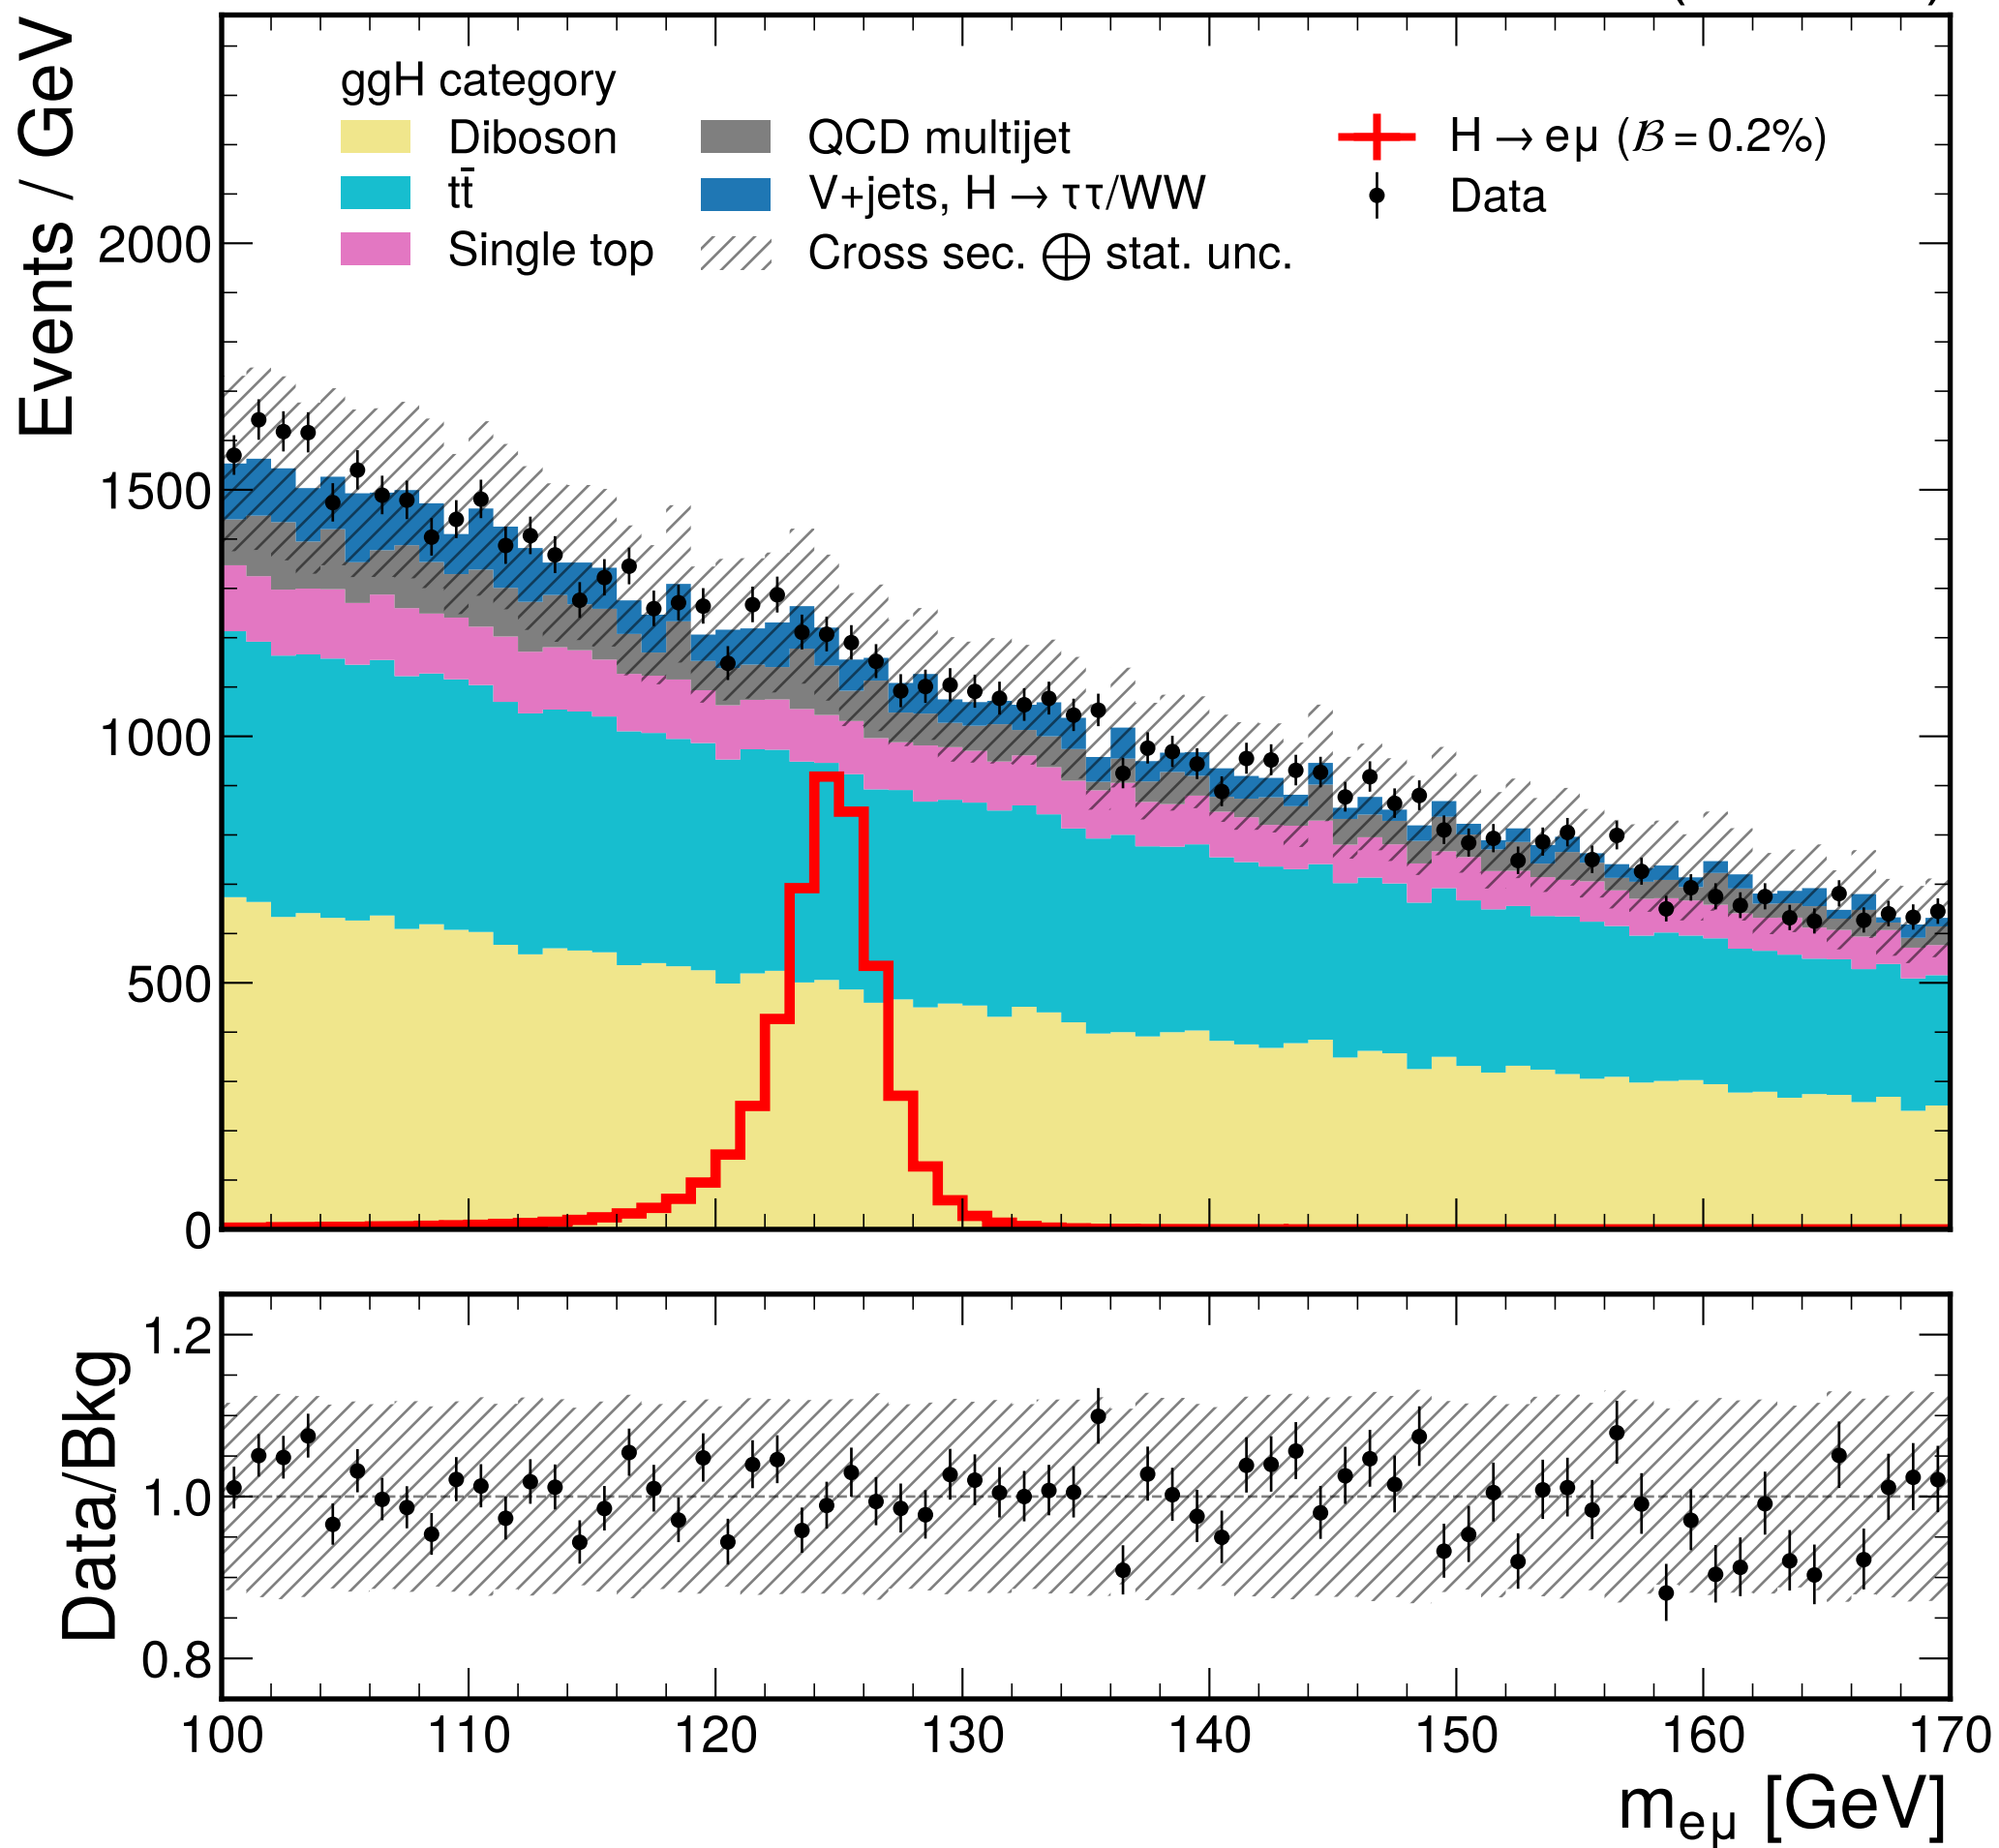 Events / GeV
ggH category
Diboson
tt̄
Single top
QCD multijet
V+jets, H → ττ/WW
Cross sec. ⊕ stat. unc.
H → eμ (ℬ = 0.2%)
Data
2000
1500
1000
500
0
Data/Bkg
1.2
1.0
0.8
100 110 120 130 140 150 160 170
m_eμ [GeV]